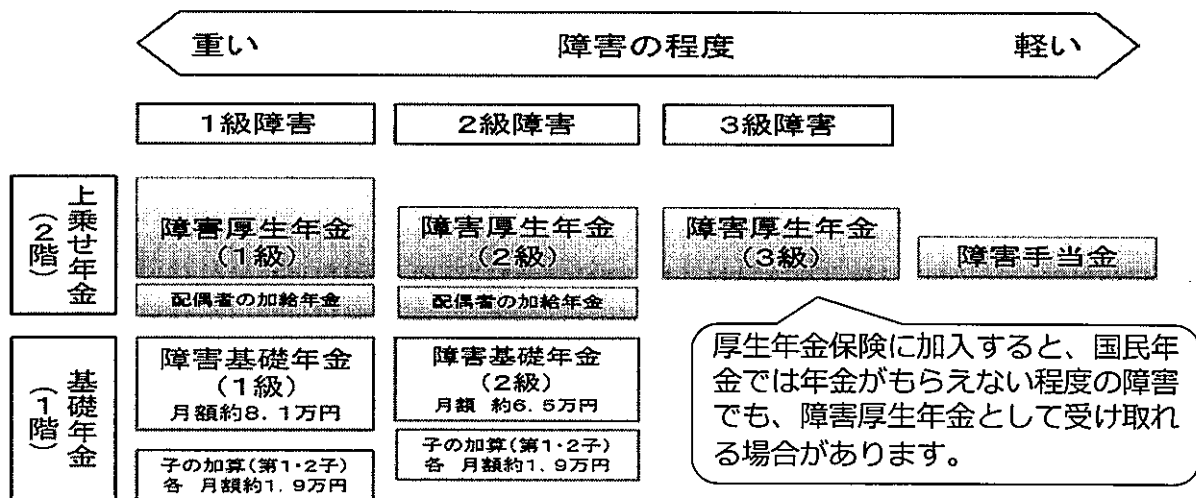 重い 障害の程度 軽い
1級障害 2級障害 3級障害
上乗せ年金
(2階)
障害厚生年金
(1級)
配偶者の加給年金
障害厚生年金
(2級)
配偶者の加給年金
障害厚生年金
(3級)
障害手当金
基礎年金
(1階)
障害基礎年金
(1級)
月額約8.1万円
子の加算(第1・2子)
各 月額約1.9万円
障害基礎年金
(2級)
月額 約6.5万円
子の加算(第1・2子)
各 月額約1.9万円
厚生年金保険に加入すると、国民年
金では年金がもらえない程度の障害
でも、障害厚生年金として受け取れ
る場合があります。